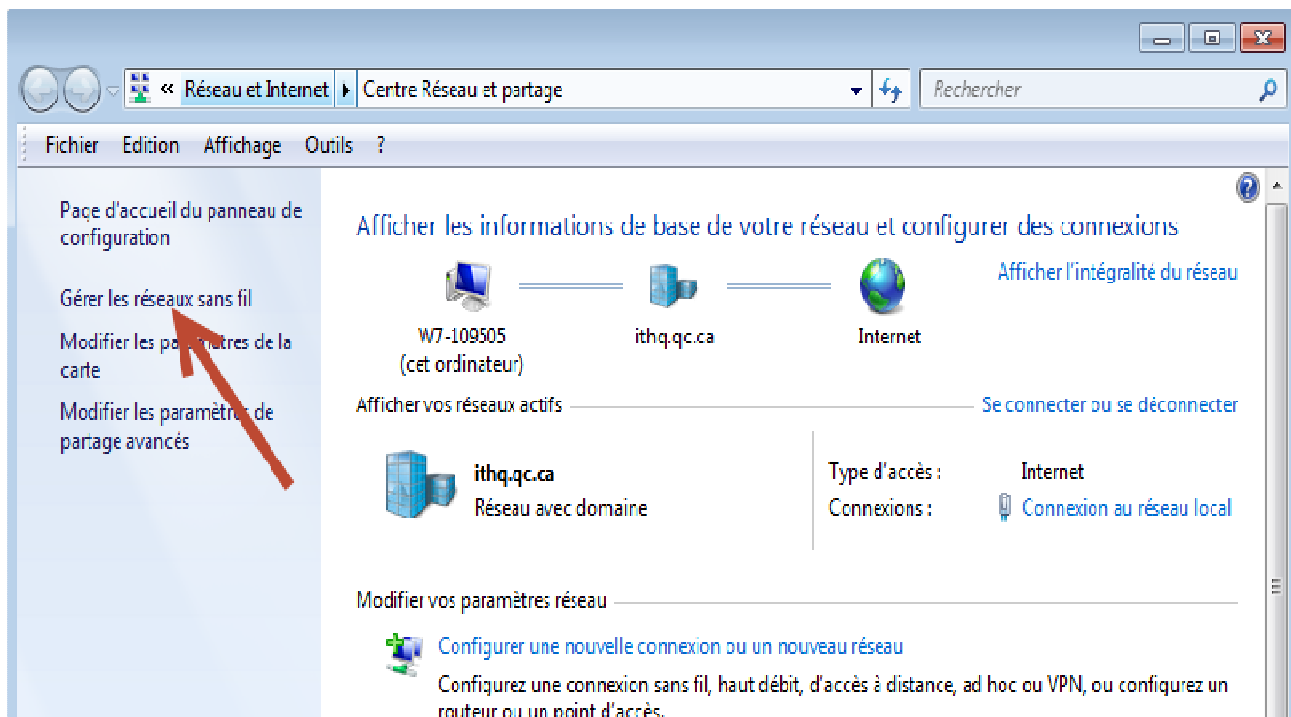 « Réseau et Internet Centre Réseau et partage Rechercher
Fichier Edition Affichage Outils ?
Page d'accueil du panneau de
configuration
Gérer les réseaux sans fil
Modifier les paramètres de la
carte
Modifier les paramètres de
partage avancés
Afficher les informations de base de votre réseau et configurer des connexions
Afficher l'intégralité du réseau
W7-109505
(cet ordinateur)
ithq.qc.ca
Internet
Afficher vos réseaux actifs
Se connecter ou se déconnecter
ithq.qc.ca
Réseau avec domaine
Type d'accès : Internet
Connexions : Connexion au réseau local
Modifier vos paramètres réseau
Configurer une nouvelle connexion ou un nouveau réseau
Configurez une connexion sans fil, haut débit, d'accès à distance, ad hoc ou VPN, ou configurez un
routeur ou un point d'accès.